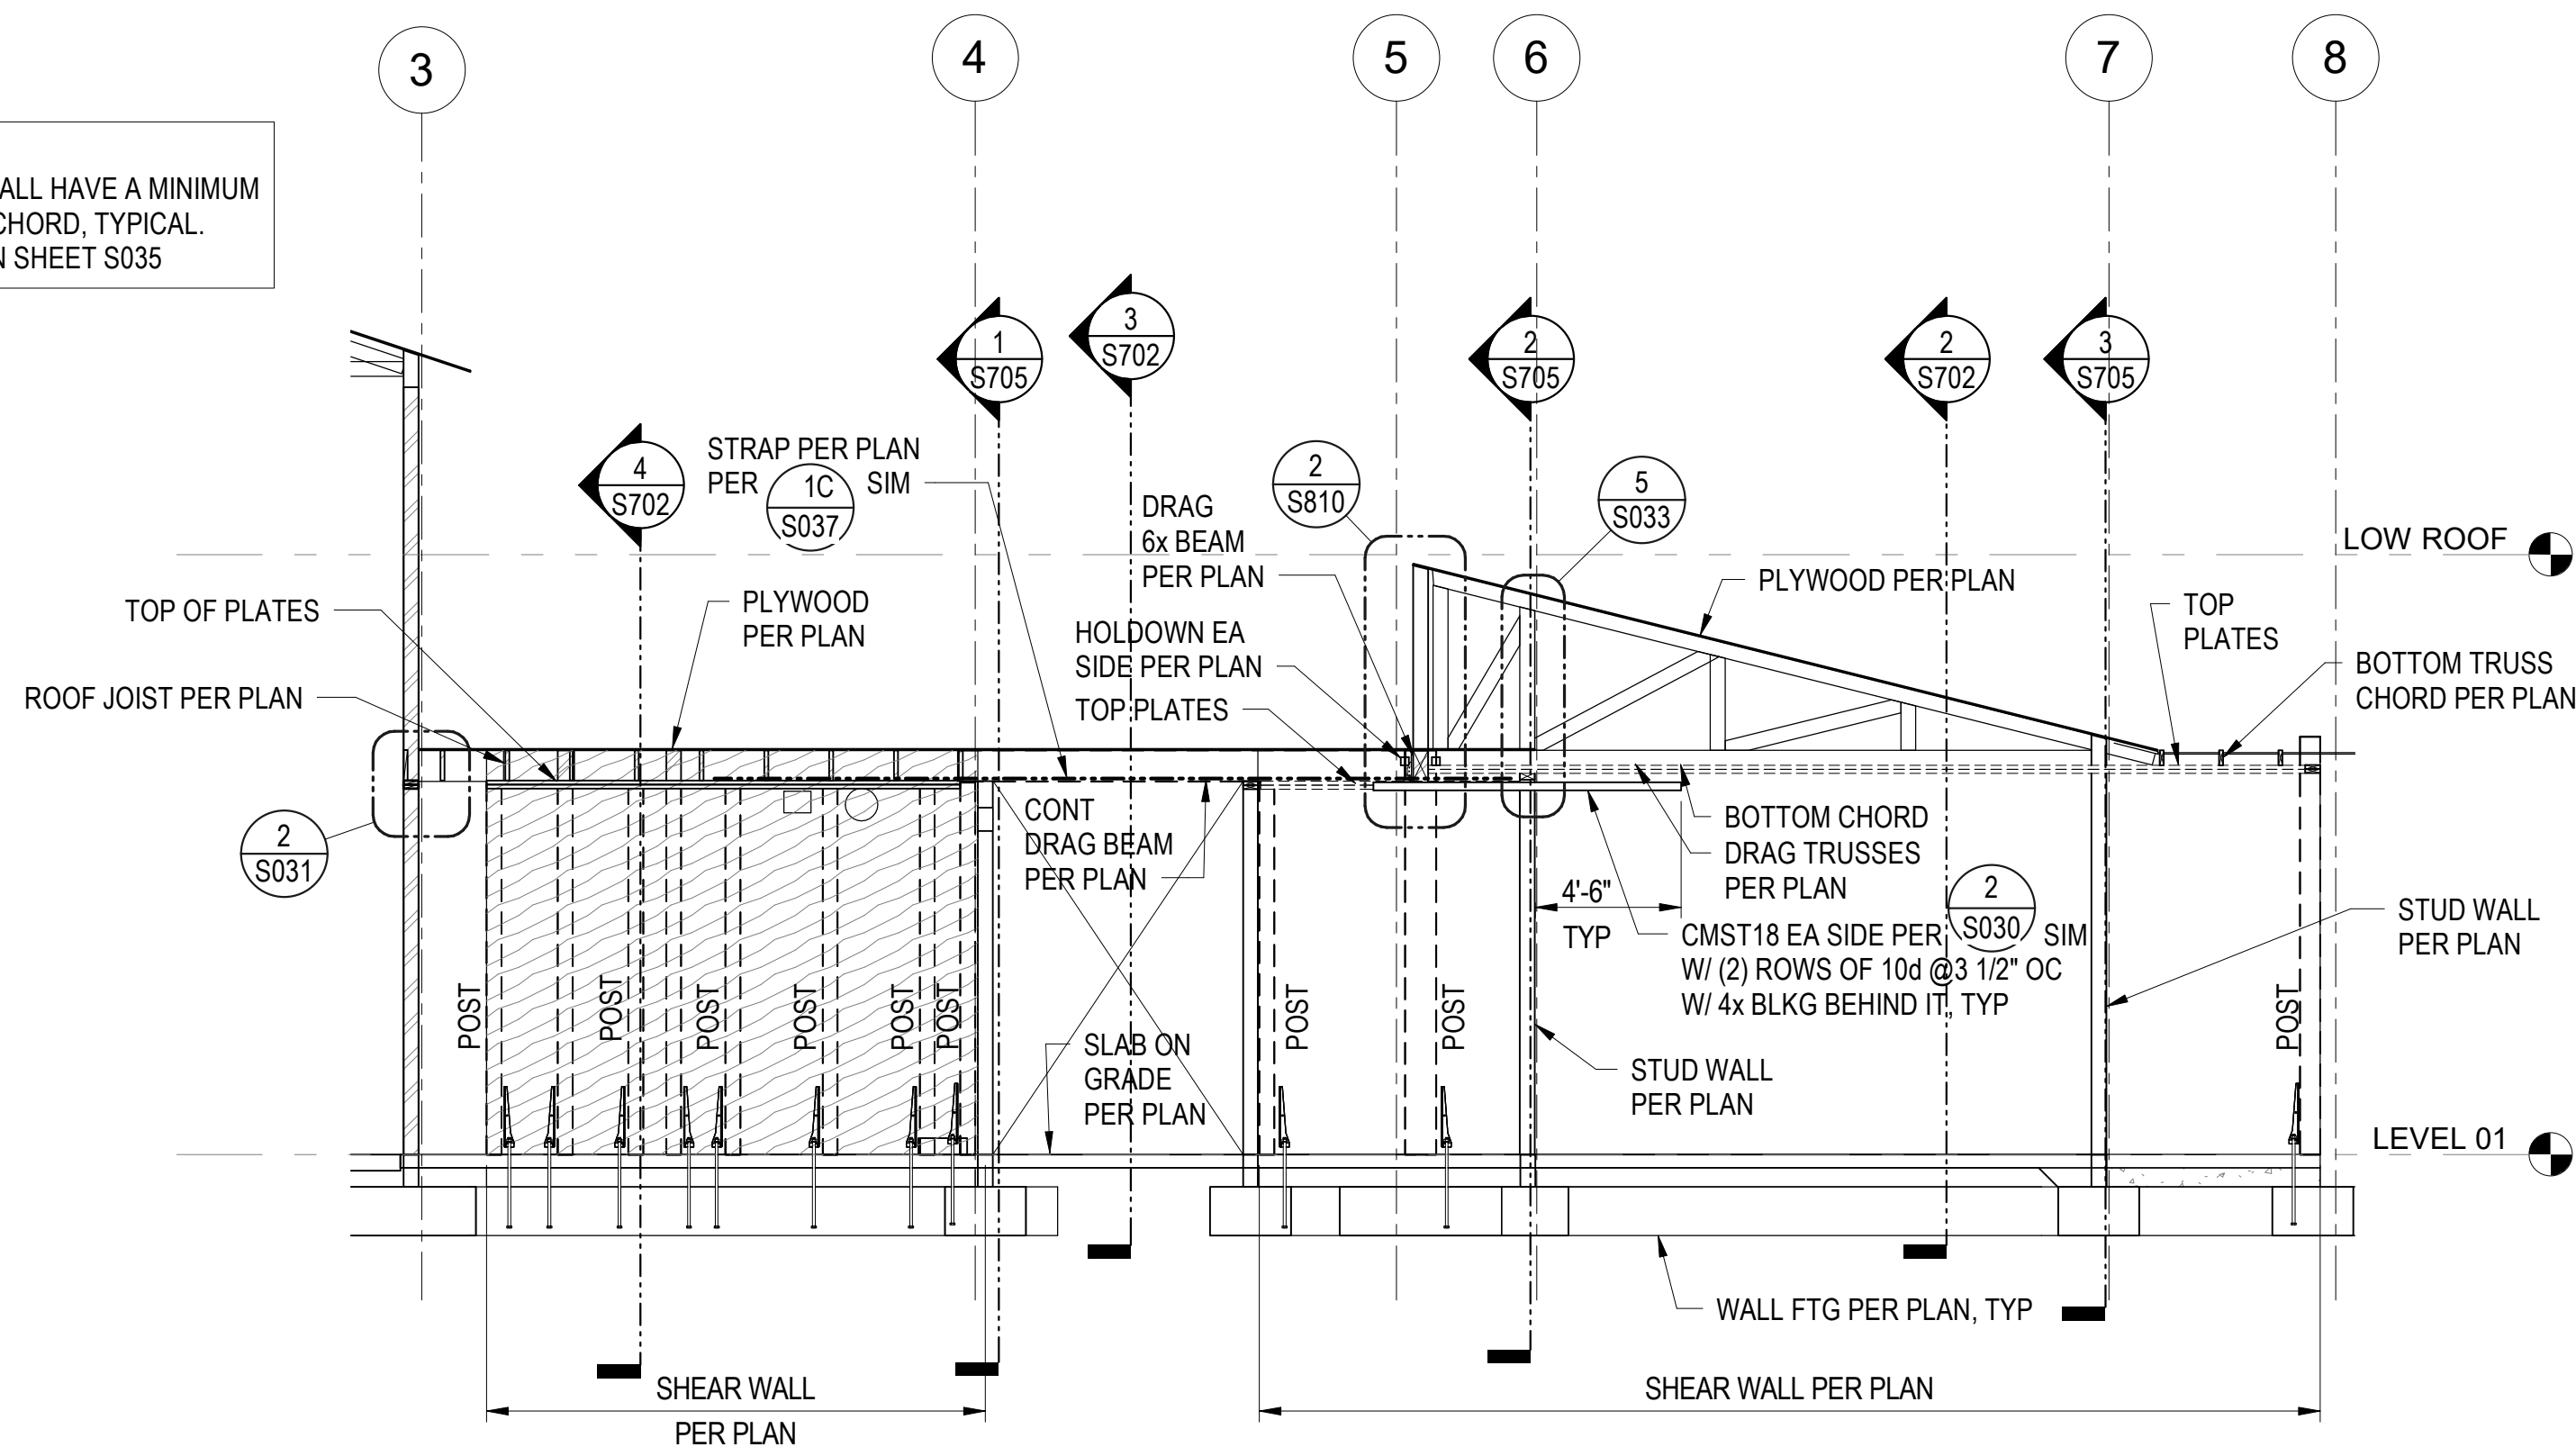 3
4
5
6
7
8
ALL HAVE A MINIMUM
CHORD, TYPICAL.
N SHEET S035
1
S705
3
S702
2
S705
2
S702
3
S705
4
S702
STRAP PER PLAN
PER 1C S037 SIM
2
S810
5
S033
DRAG
6x BEAM
PER PLAN
LOW ROOF
TOP OF PLATES
PLYWOOD
PER PLAN
PLYWOOD PER PLAN
TOP
PLATES
HOLDOWN EA
SIDE PER PLAN
BOTTOM TRUSS
CHORD PER PLAN
ROOF JOIST PER PLAN
TOP PLATES
2
S031
CONT
DRAG BEAM
PER PLAN
BOTTOM CHORD
DRAG TRUSSES
PER PLAN
4'-6"
TYP
CMST18 EA SIDE PER 2 S030 SIM
W/ (2) ROWS OF 10d @3 1/2" OC
W/ 4x BLKG BEHIND IT, TYP
STUD WALL
PER PLAN
POST
POST
POST
POST
POST
POST
POST
POST
POST
SLAB ON
GRADE
PER PLAN
STUD WALL
PER PLAN
LEVEL 01
WALL FTG PER PLAN, TYP
SHEAR WALL
PER PLAN
SHEAR WALL PER PLAN